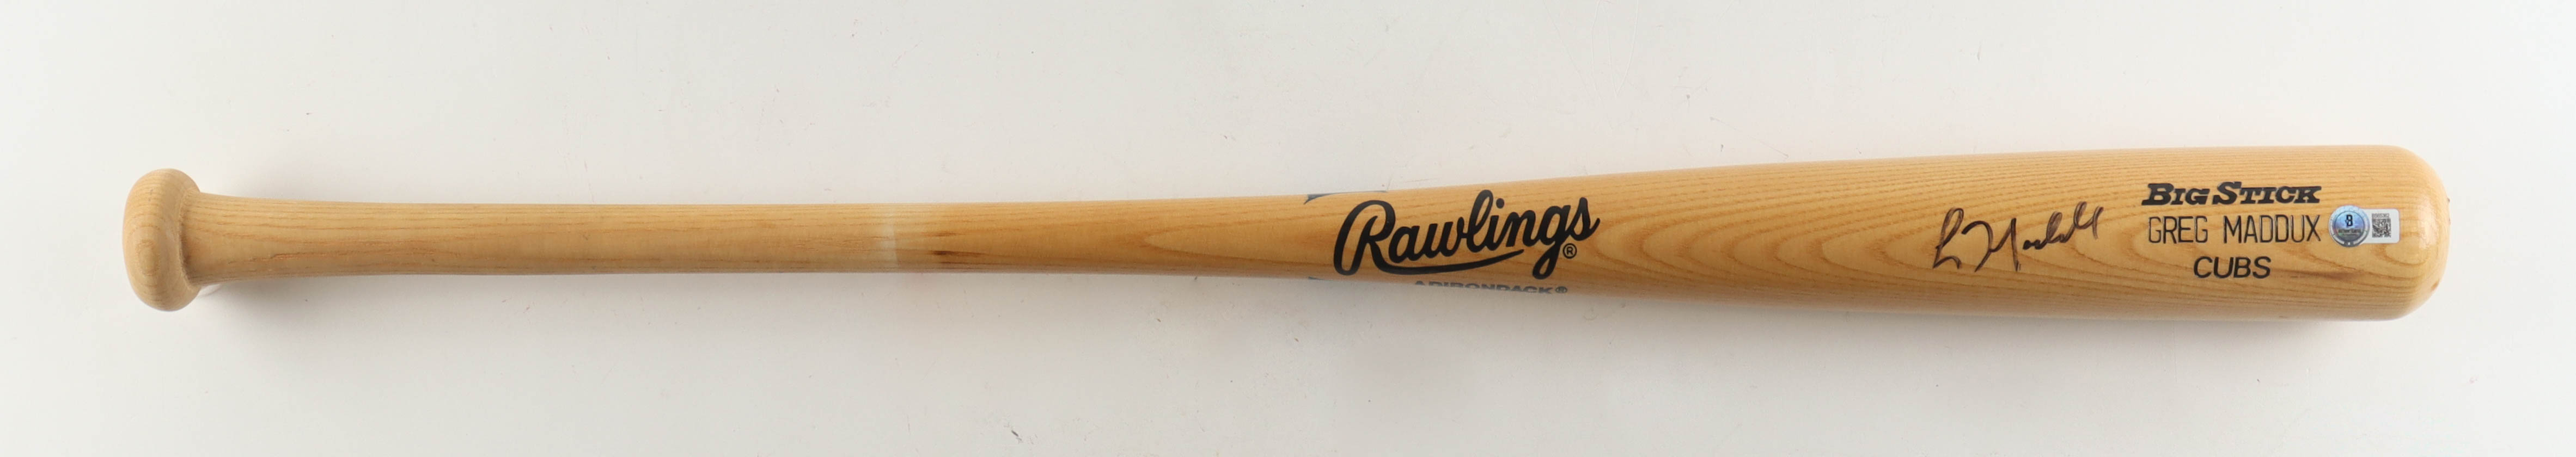 Rawlings®
ADIRONDACK®
BIG STICK
GREG MADDUX
CUBS